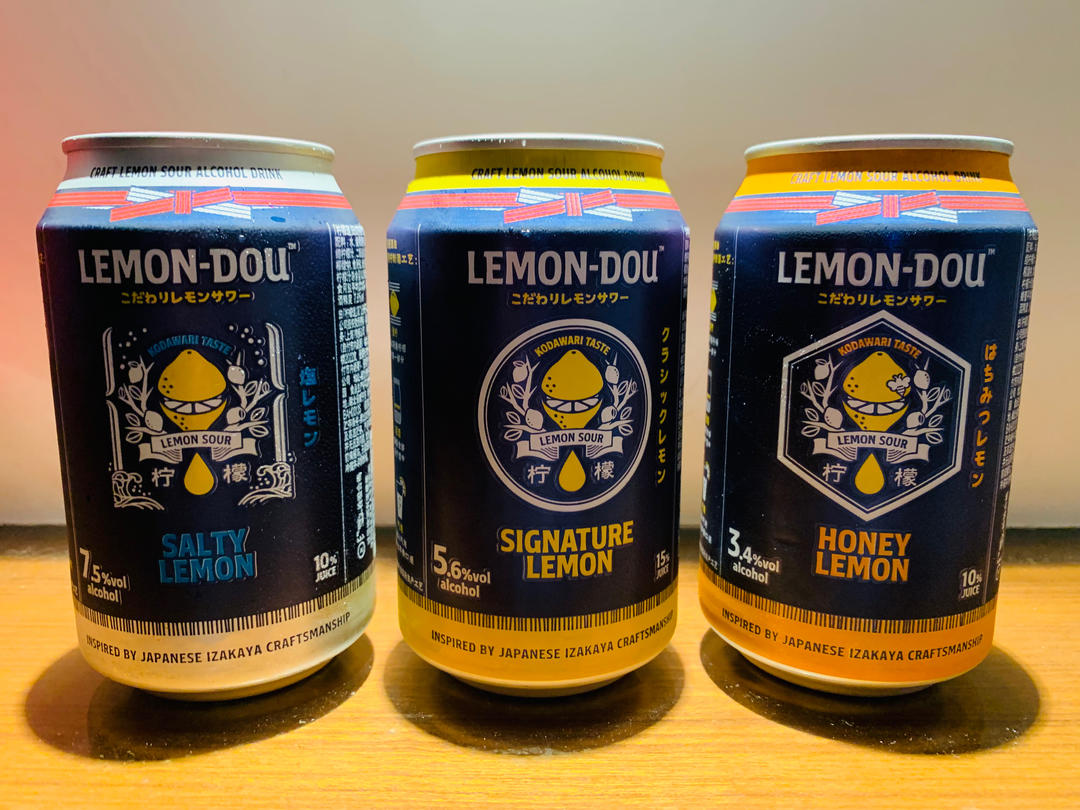 CRAFT LEMON SOUR ALCOHOL DRINK
LEMON-DOU™
こだわりレモンサワー
KODAWARI TASTE
LEMON SOUR
柠 檬
塩レモン
SALTY
LEMON
7.5%vol
alcohol
10%
JUICE
INSPIRED BY JAPANESE IZAKAYA CRAFTSMANSHIP
CRAFT LEMON SOUR ALCOHOL DRINK
LEMON-DOU™
こだわりレモンサワー
KODAWARI TASTE
LEMON SOUR
柠 檬
クラシックレモン
SIGNATURE
LEMON
5.6%vol
alcohol
15%
JUICE
INSPIRED BY JAPANESE IZAKAYA CRAFTSMANSHIP
CRAFT LEMON SOUR ALCOHOL DRINK
LEMON-DOU™
こだわりレモンサワー
KODAWARI TASTE
LEMON SOUR
柠 檬
はちみつレモン
HONEY
LEMON
3.4%vol
alcohol
10%
JUICE
INSPIRED BY JAPANESE IZAKAYA CRAFTSMANSHIP